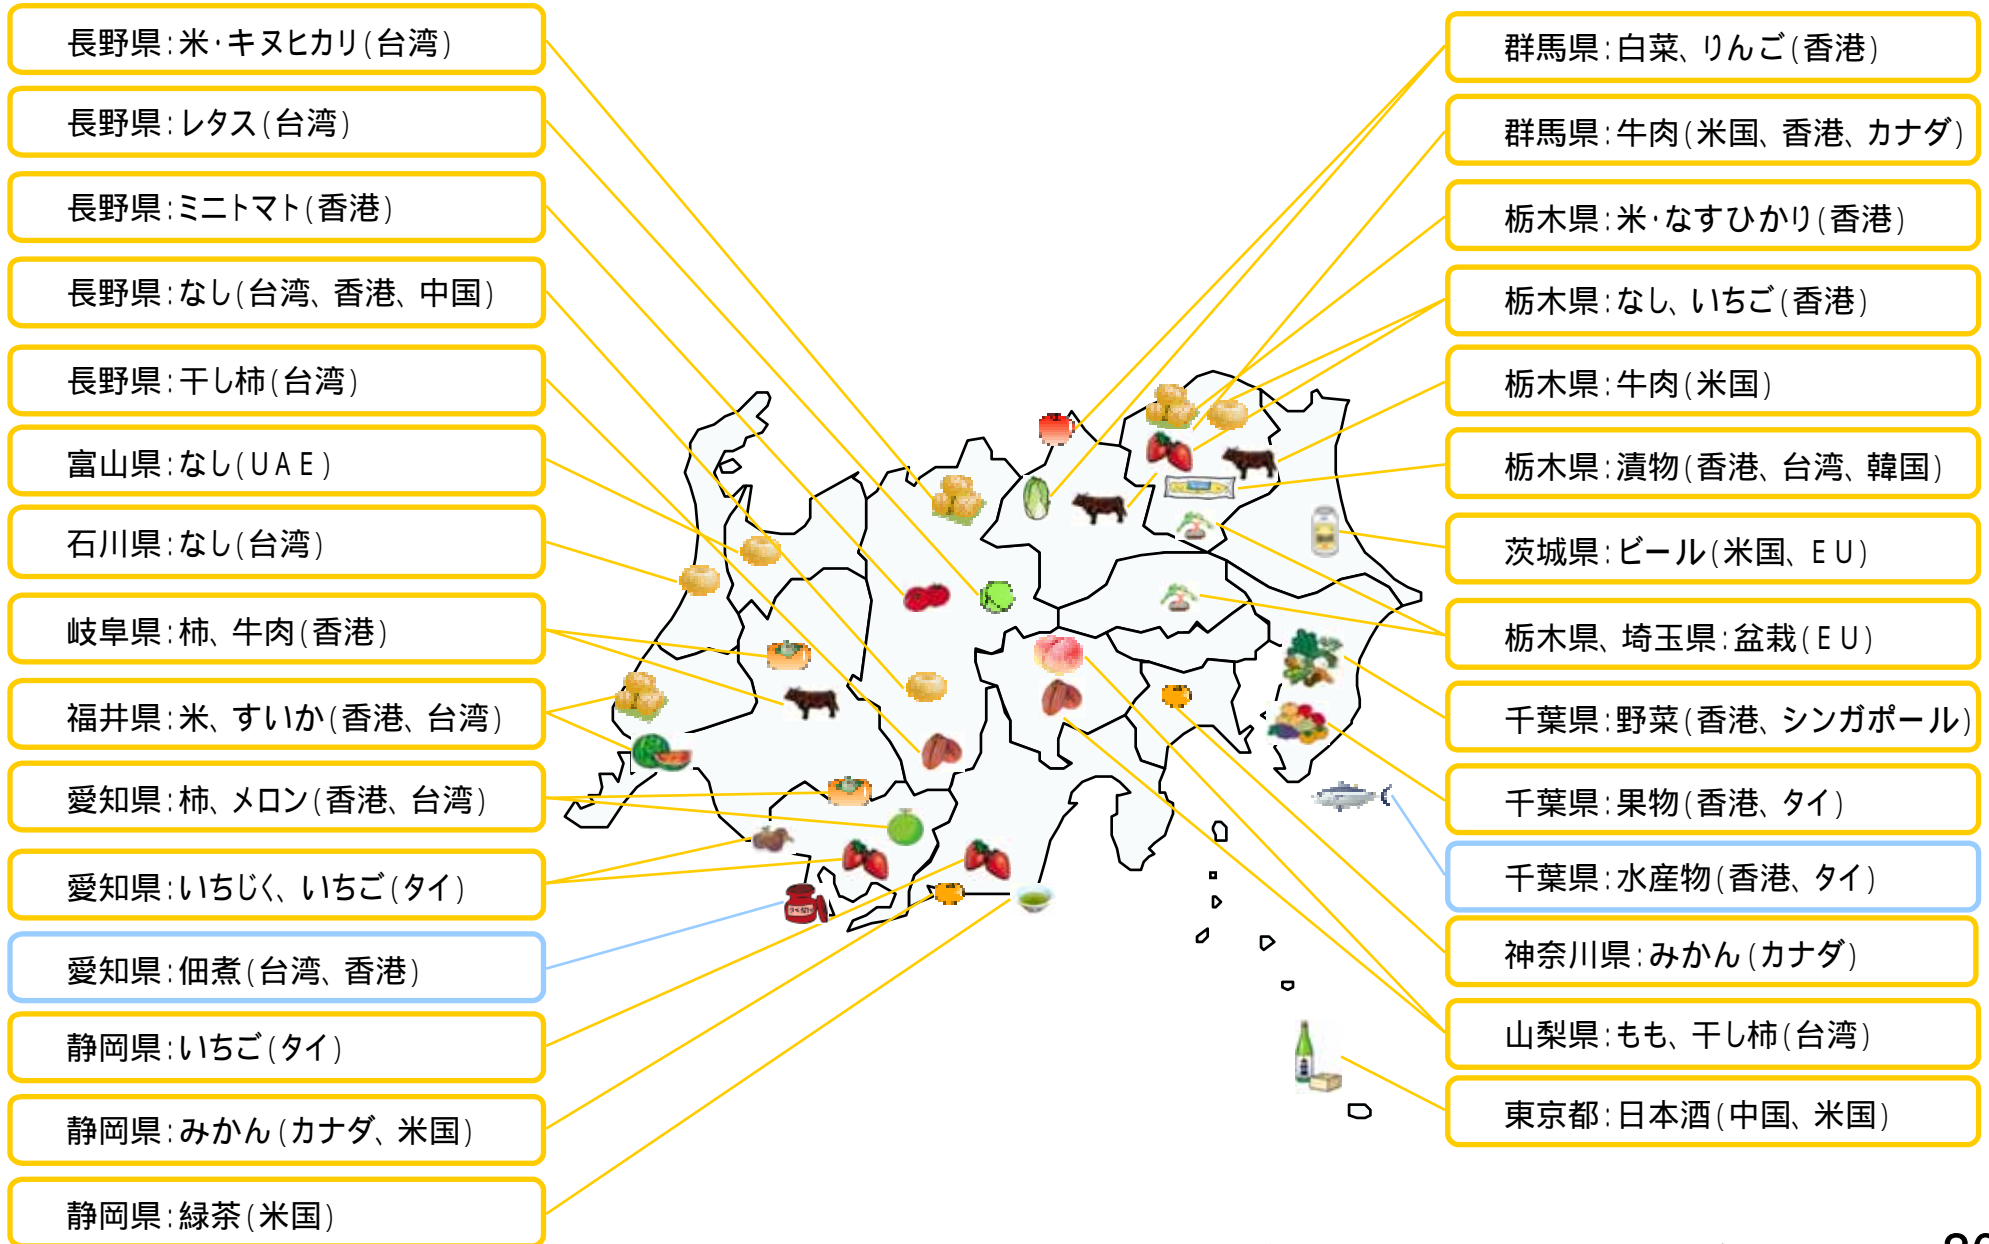 長野県:米・キヌヒカリ(台湾)
長野県:レタス(台湾)
長野県:ミニトマト(香港)
長野県:なし(台湾、香港、中国)
長野県:干し柿(台湾)
富山県:なし(UAE)
石川県:なし(台湾)
岐阜県:柿、牛肉(香港)
福井県:米、すいか(香港、台湾)
愛知県:柿、メロン(香港、台湾)
愛知県:いちじく、いちご(タイ)
愛知県:佃煮(台湾、香港)
静岡県:いちご(タイ)
静岡県:みかん(カナダ、米国)
静岡県:緑茶(米国)
群馬県:白菜、りんご(香港)
群馬県:牛肉(米国、香港、カナダ)
栃木県:米・なすひかり(香港)
栃木県:なし、いちご(香港)
栃木県:牛肉(米国)
栃木県:漬物(香港、台湾、韓国)
茨城県:ビール(米国、EU)
栃木県、埼玉県:盆栽(EU)
千葉県:野菜(香港、シンガポール)
千葉県:果物(香港、タイ)
千葉県:水産物(香港、タイ)
神奈川県:みかん(カナダ)
山梨県:もも、干し柿(台湾)
東京都:日本酒(中国、米国)